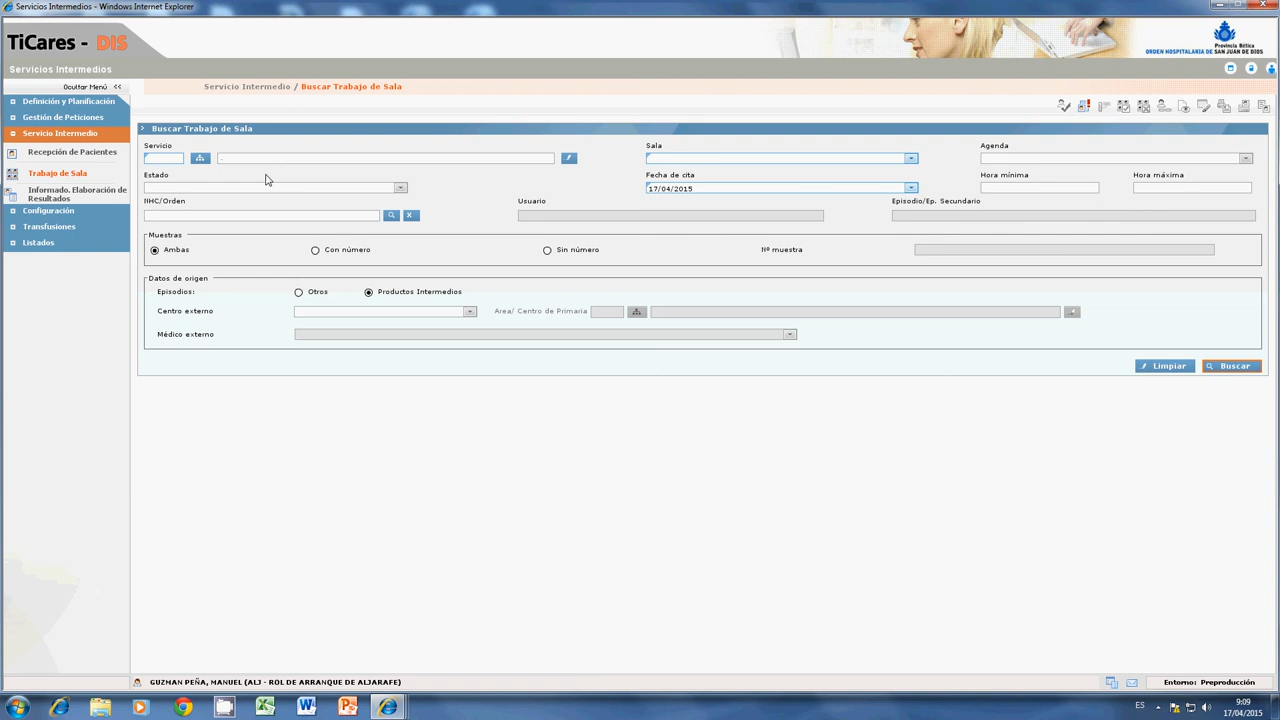 Servicios Intermedios - Windows Internet Explorer
TiCares - DIS
Provincia Bética
ORDEN HOSPITALARIA DE SAN JUAN DE DIOS
Servicios Intermedios
Ocultar Menú <<
Servicio Intermedio / Buscar Trabajo de Sala
Definición y Planificación
Gestión de Peticiones
Servicio Intermedio
Recepción de Pacientes
Trabajo de Sala
Informado. Elaboración de Resultados
Configuración
Transfusiones
Listados
Buscar Trabajo de Sala
Servicio
Sala
Agenda
Estado
Fecha de cita
Hora mínima
Hora máxima
17/04/2015
NHC/Orden
Usuario
Episodio/Ep. Secundario
Muestras
Ambas
Con número
Sin número
Nº muestra
Datos de origen
Episodios:
Otros
Productos Intermedios
Centro externo
Area/ Centro de Primaria
Médico externo
Limpiar
Buscar
GUZMAN PEÑA, MANUEL (ALJ - ROL DE ARRANQUE DE ALJARAFE)
Entorno: Preproducción
ES
9:09
17/04/2015